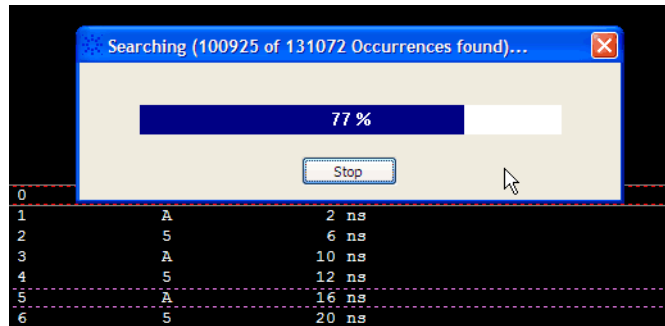 Searching (100925 of 131072 Occurrences found)...
77 %
Stop
0
1 A 2 ns
2 5 6 ns
3 A 10 ns
4 5 12 ns
5 A 16 ns
6 5 20 ns